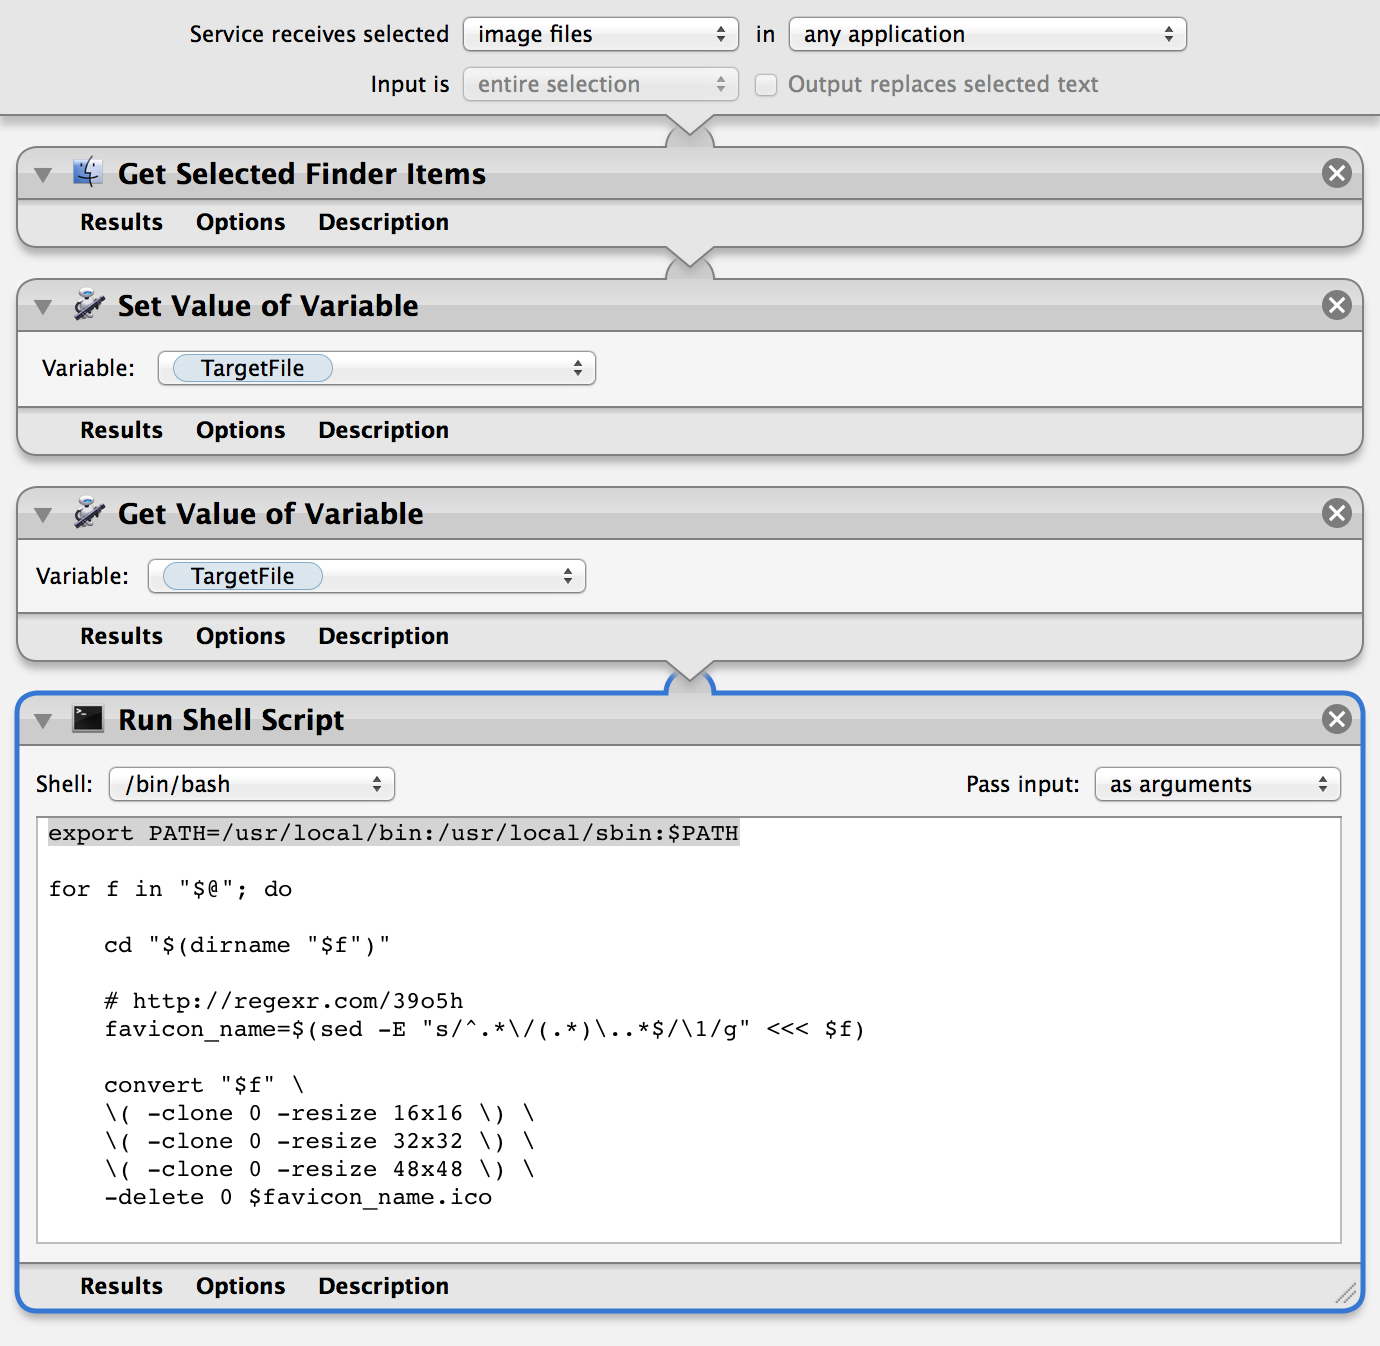 Service receives selected image files in any application
Input is entire selection Output replaces selected text
Get Selected Finder Items
Results Options Description
Set Value of Variable
Variable: TargetFile
Results Options Description
Get Value of Variable
Variable: TargetFile
Results Options Description
Run Shell Script
Shell: /bin/bash Pass input: as arguments
export PATH=/usr/local/bin:/usr/local/sbin:$PATH
for f in "$@"; do
cd "$(dirname "$f")"
# http://regexr.com/39o5h
favicon_name=$(sed -E "s/^.*\/(.*)\..*$/\1/g" <<< $f)
convert "$f" \
\( -clone 0 -resize 16x16 \) \
\( -clone 0 -resize 32x32 \) \
\( -clone 0 -resize 48x48 \) \
-delete 0 $favicon_name.ico
Results Options Description